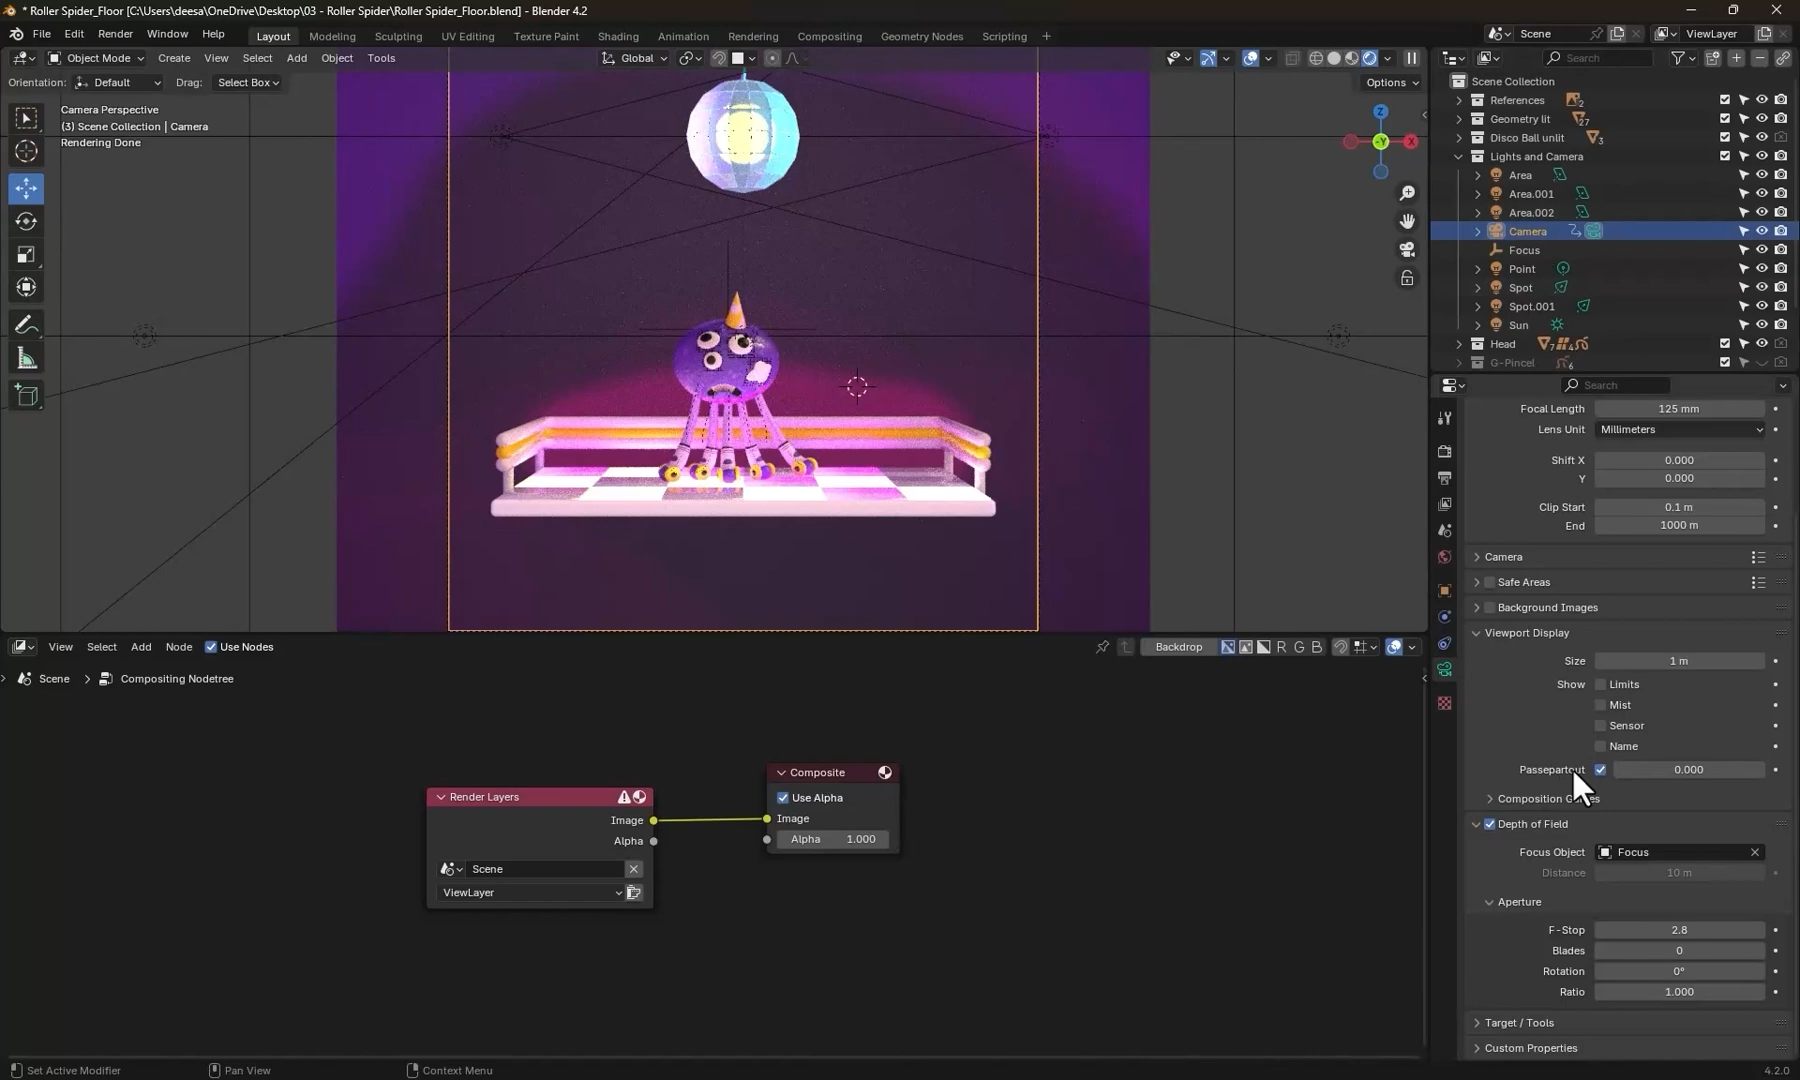 * Roller Spider_Floor [C:\Users\deesa\OneDrive\Desktop\03 - Roller Spider\Roller Spider_Floor.blend] - Blender 4.2
File Edit Render Window Help Layout Modeling Sculpting UV Editing Texture Paint Shading Animation Rendering Compositing Geometry Nodes Scripting + Scene ViewLayer
Object Mode View Select Add Object Tools Global Search
Orientation: Default Drag: Select Box Options
Camera Perspective
(3) Scene Collection | Camera
Rendering Done
Z
-Y
X
Scene Collection
References 2
Geometry lit 27
Disco Ball unlit 3
Lights and Camera
Area
Area.001
Area.002
Camera
Focus
Point
Spot
Spot.001
Sun
Head 7 4
G-Pincel 6
Search
Focal Length 125 mm
Lens Unit Millimeters
Shift X 0.000
Y 0.000
Clip Start 0.1 m
End 1000 m
Camera
Safe Areas
Background Images
Viewport Display
Size 1 m
Show Limits
Mist
Sensor
Name
Passepartout 0.000
Depth of Field
Focus Object Focus
Distance 10 m
Aperture
F-Stop 2.8
Blades 0
Rotation 0°
Ratio 1.000
Target / Tools
Custom Properties
View Select Add Node Use Nodes Backdrop R G B
Scene > Compositing Nodetree
Render Layers
Image
Alpha
Scene
ViewLayer
Composite
Use Alpha
Image
Alpha 1.000
Set Active Modifier Pan View Context Menu 4.2.0